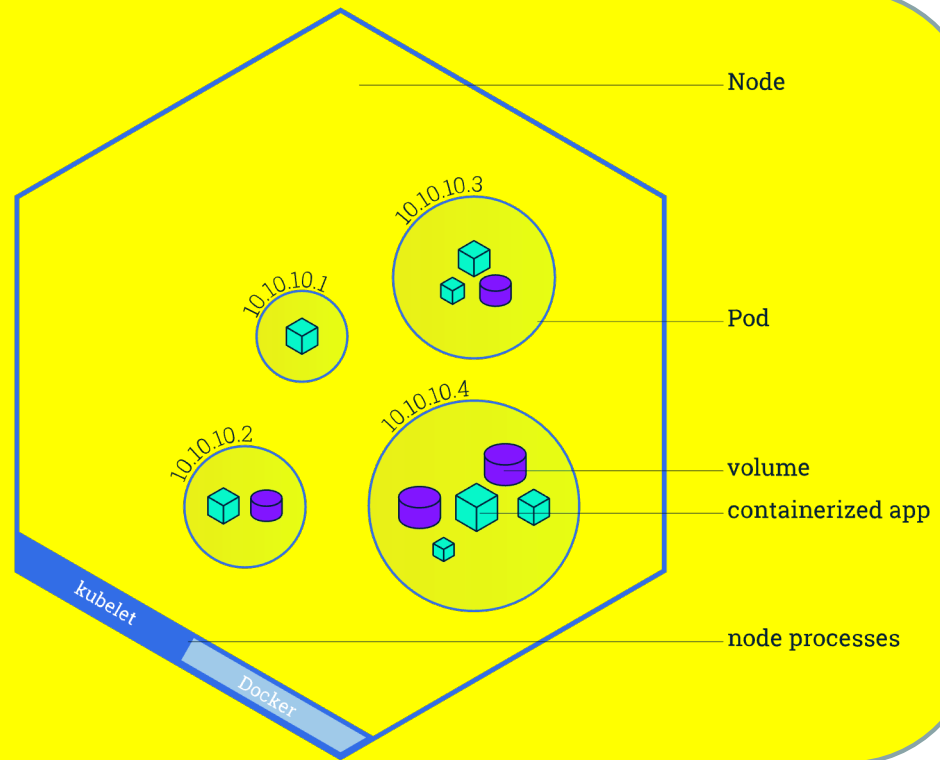 Node
10.10.10.3
10.10.10.1
Pod
10.10.10.4
10.10.10.2
volume
containerized app
kubelet
node processes
Docker